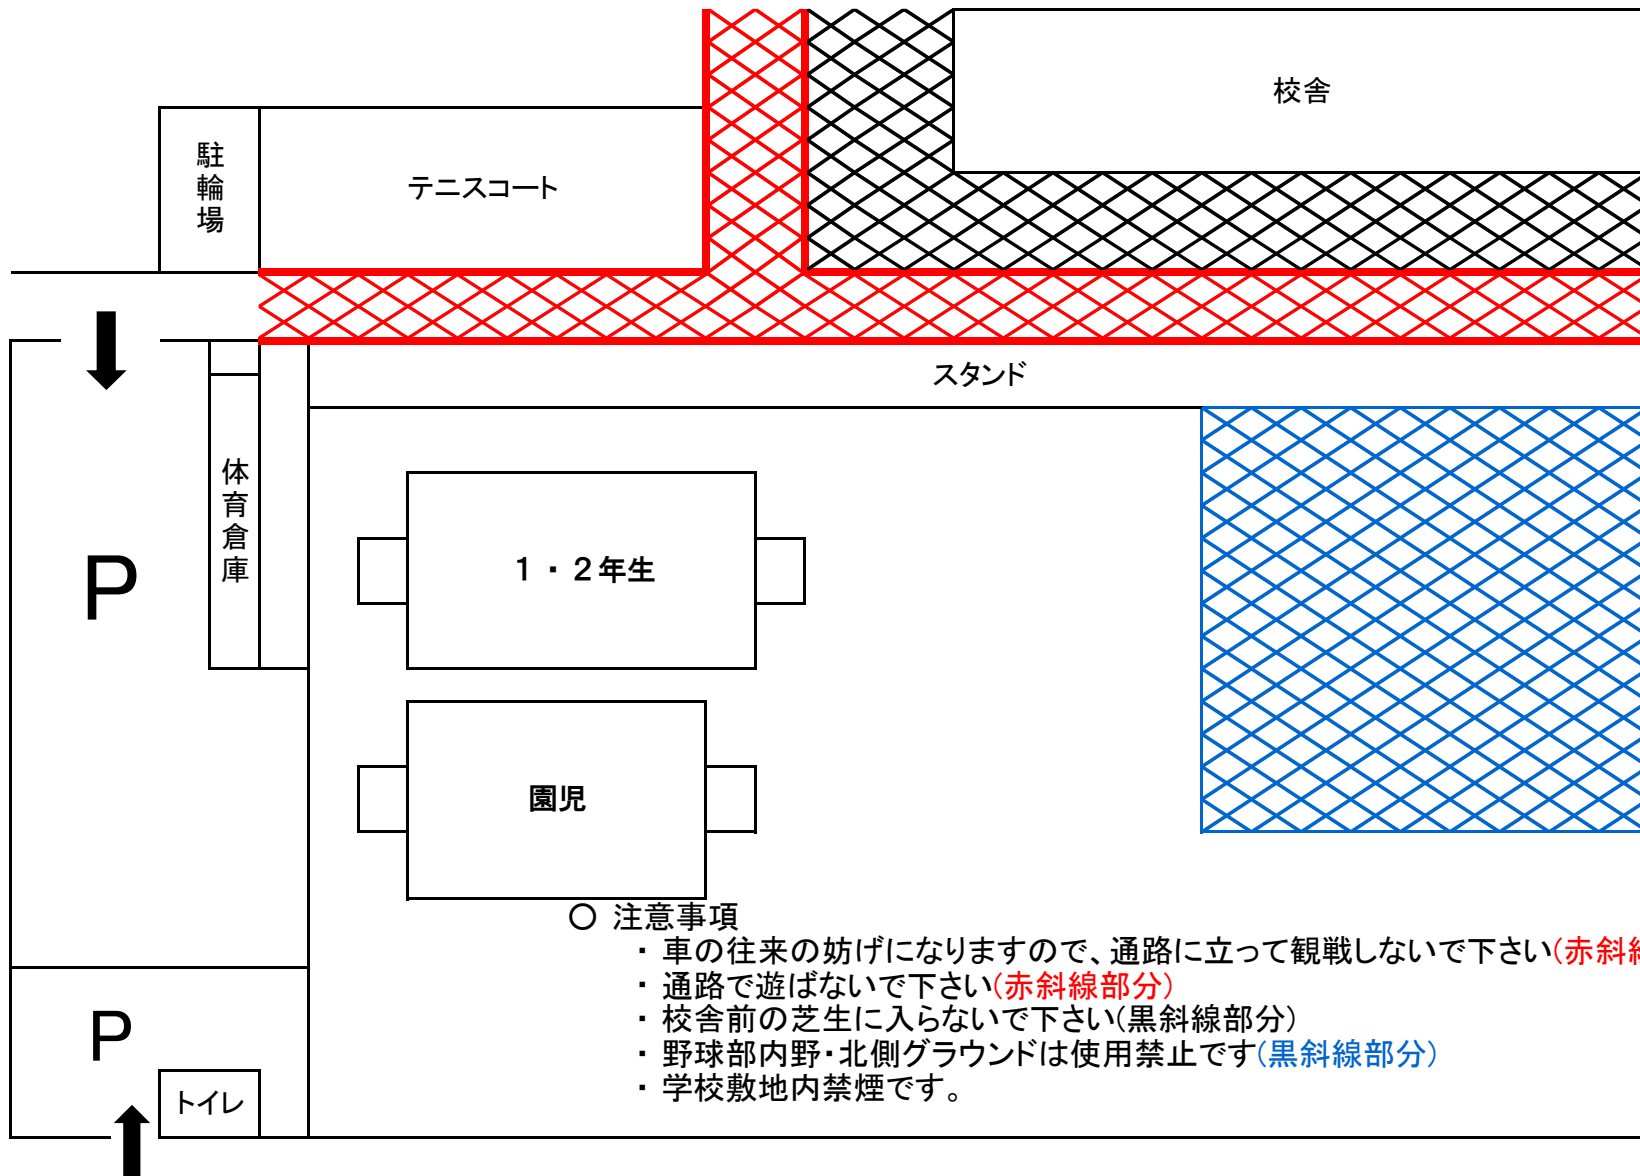 校舎
駐輪場
テニスコート
スタンド
体育倉庫
P
1・2年生
園児
○ 注意事項
・ 車の往来の妨げになりますので、通路に立って観戦しないで下さい(赤斜
・ 通路で遊ばないで下さい(赤斜線部分)
・ 校舎前の芝生に入らないで下さい(黒斜線部分)
・ 野球部内野・北側グラウンドは使用禁止です(黒斜線部分)
・ 学校敷地内禁煙です。
P
トイレ